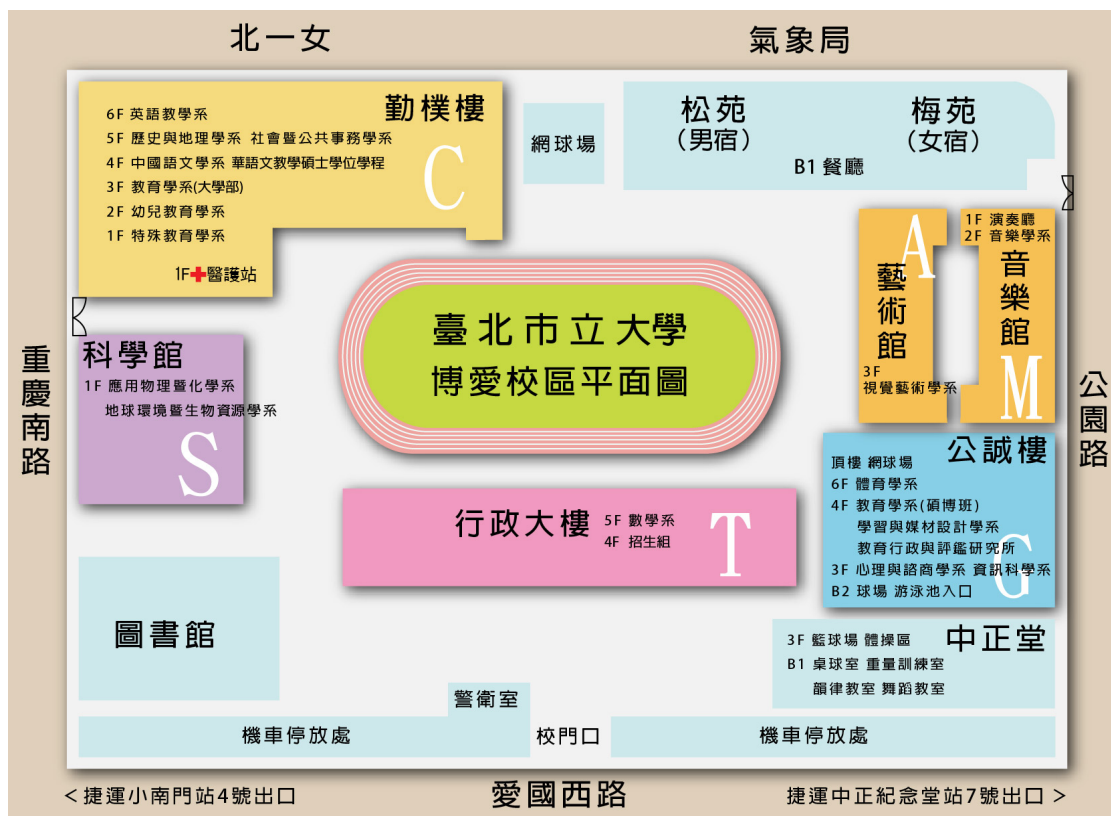 北一女
氣象局
勤樸樓
C
6F 英語教學系
5F 歷史與地理學系 社會暨公共事務學系
4F 中國語文學系 華語文教學碩士學位學程
3F 教育學系(大學部)
2F 幼兒教育學系
1F 特殊教育學系
1F 醫護站
網球場
松苑
(男宿)
梅苑
(女宿)
B1 餐廳
A
藝術館
3F
視覺藝術學系
1F 演奏廳
2F 音樂學系
音樂館
M
臺北市立大學
博愛校區平面圖
重慶南路
科學館
1F 應用物理暨化學系
地球環境暨生物資源學系
S
公園路
公誠樓
頂樓 網球場
6F 體育學系
4F 教育學系(碩博班)
學習與媒材設計學系
教育行政與評鑑研究所
3F 心理與諮商學系 資訊科學系
B2 球場 游泳池入口
G
行政大樓
5F 數學系
4F 招生組
T
圖書館
中正堂
3F 籃球場 體操區
B1 桌球室 重量訓練室
韻律教室 舞蹈教室
警衛室
機車停放處
校門口
機車停放處
<捷運小南門站4號出口
愛國西路
捷運中正紀念堂站7號出口 >